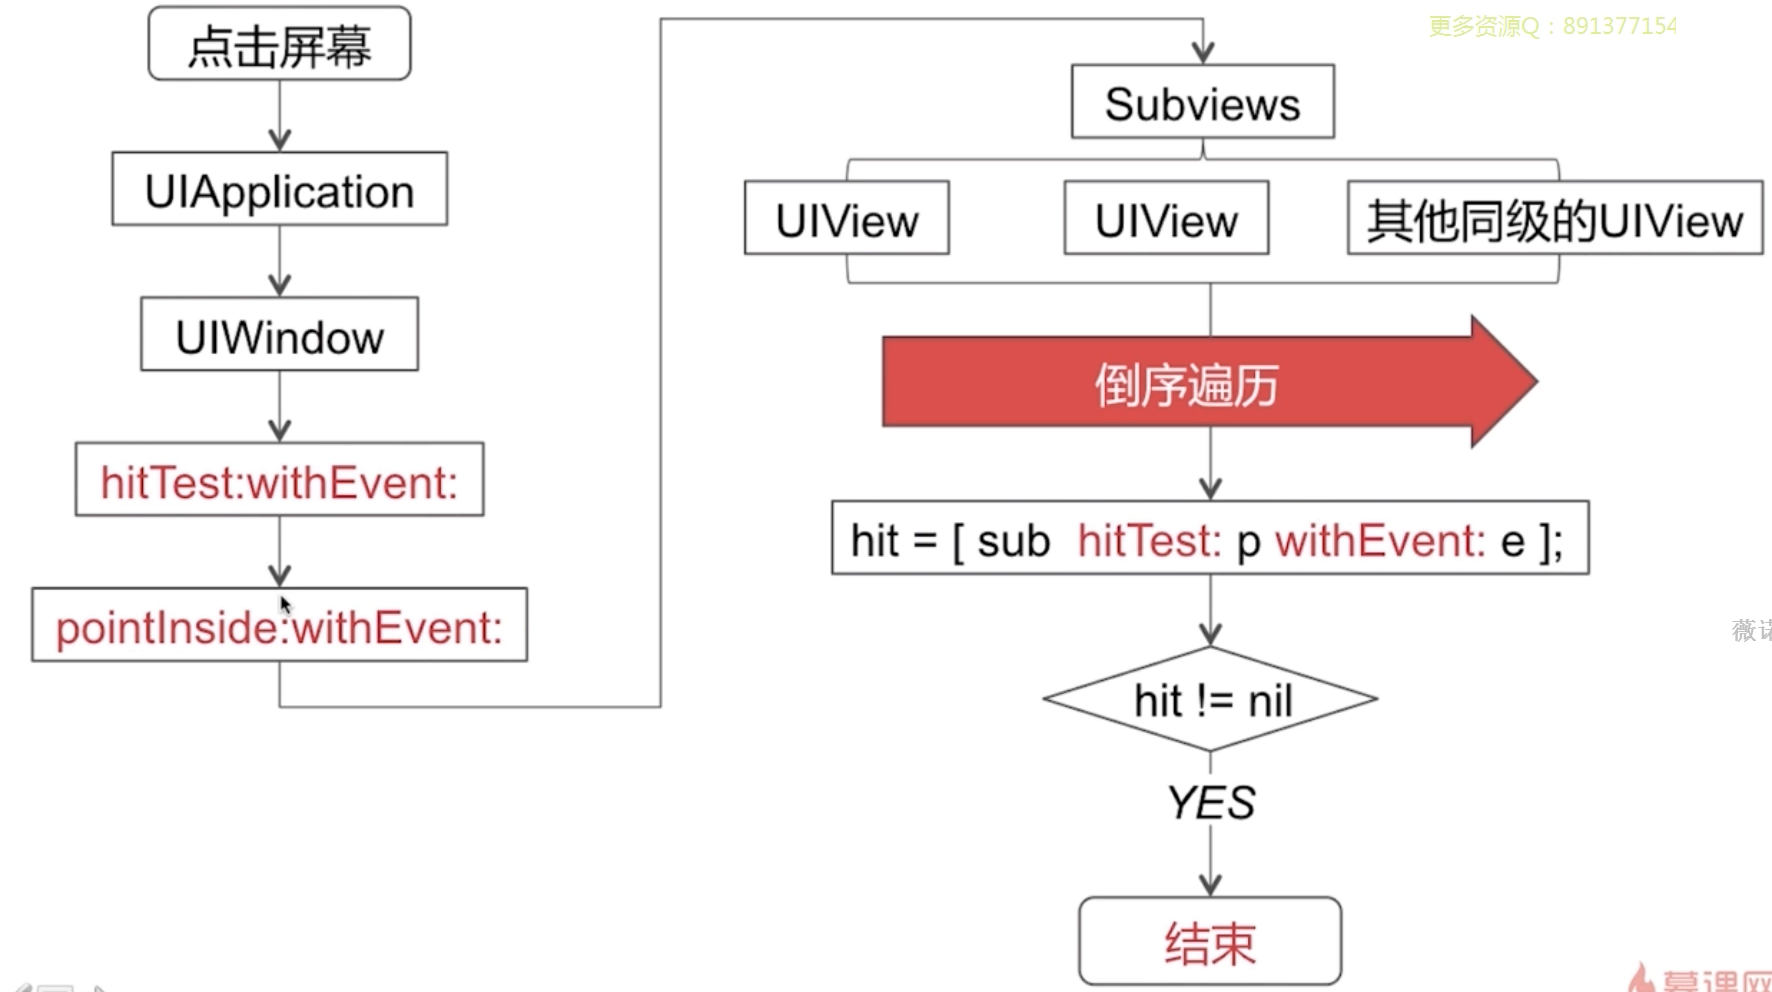 更多资源Q：891377154
点击屏幕
UIApplication
UIWindow
hitTest:withEvent:
pointInside:withEvent:
Subviews
UIView
UIView
其他同级的UIView
倒序遍历
hit = [ sub hitTest: p withEvent: e ];
hit != nil
YES
结束
薇诺
慕课网